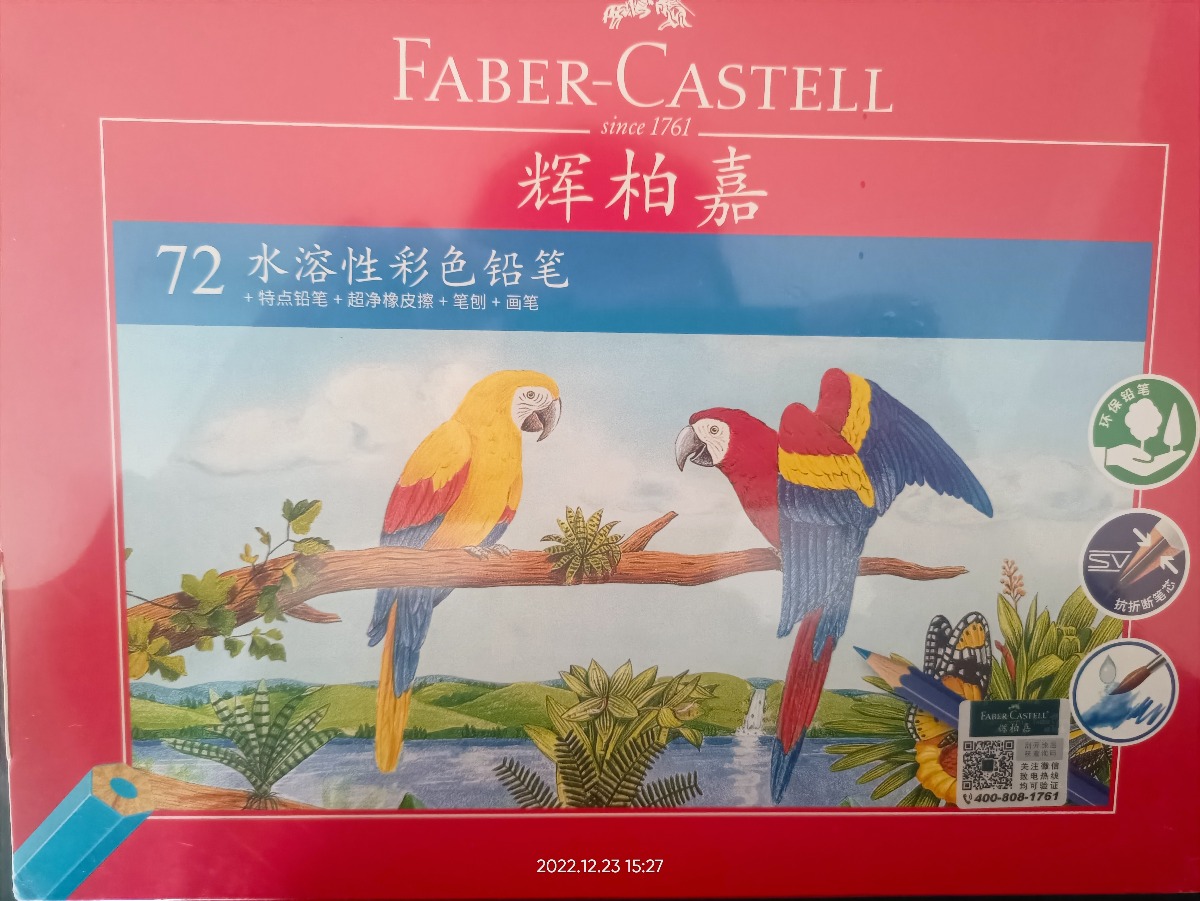 FABER-CASTELL
since 1761
辉柏嘉
72 水溶性彩色铅笔
+ 特点铅笔 + 超净橡皮擦 + 笔刨 + 画笔
环保铅笔
SV
抗折断笔芯
FABER-CASTELL
辉柏嘉
关注微信
致电热线
均可验证
400-808-1761
2022.12.23 15:27